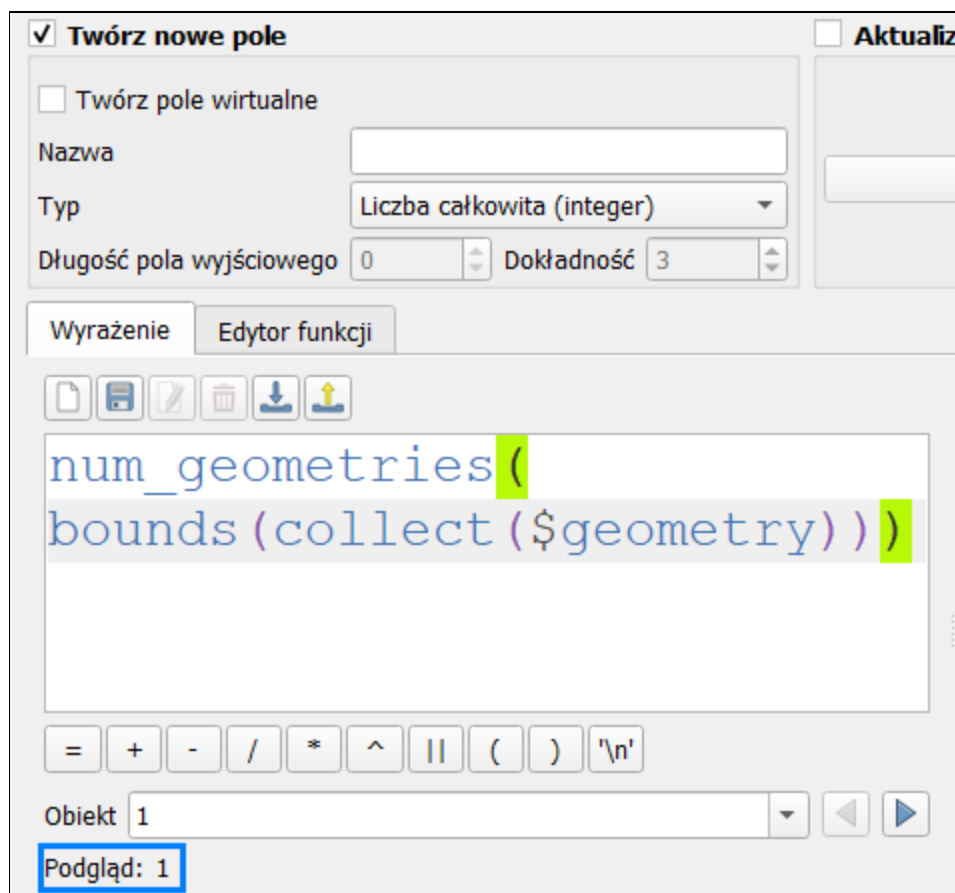 Twórz nowe pole
Aktualiz
Twórz pole wirtualne
Nazwa
Typ Liczba całkowita (integer)
Długość pola wyjściowego 0 Dokładność 3
Wyrażenie Edytor funkcji
num_geometries(
bounds(collect($geometry)))
= + - / * ^ || ( ) '\n'
Obiekt 1
Podgląd: 1